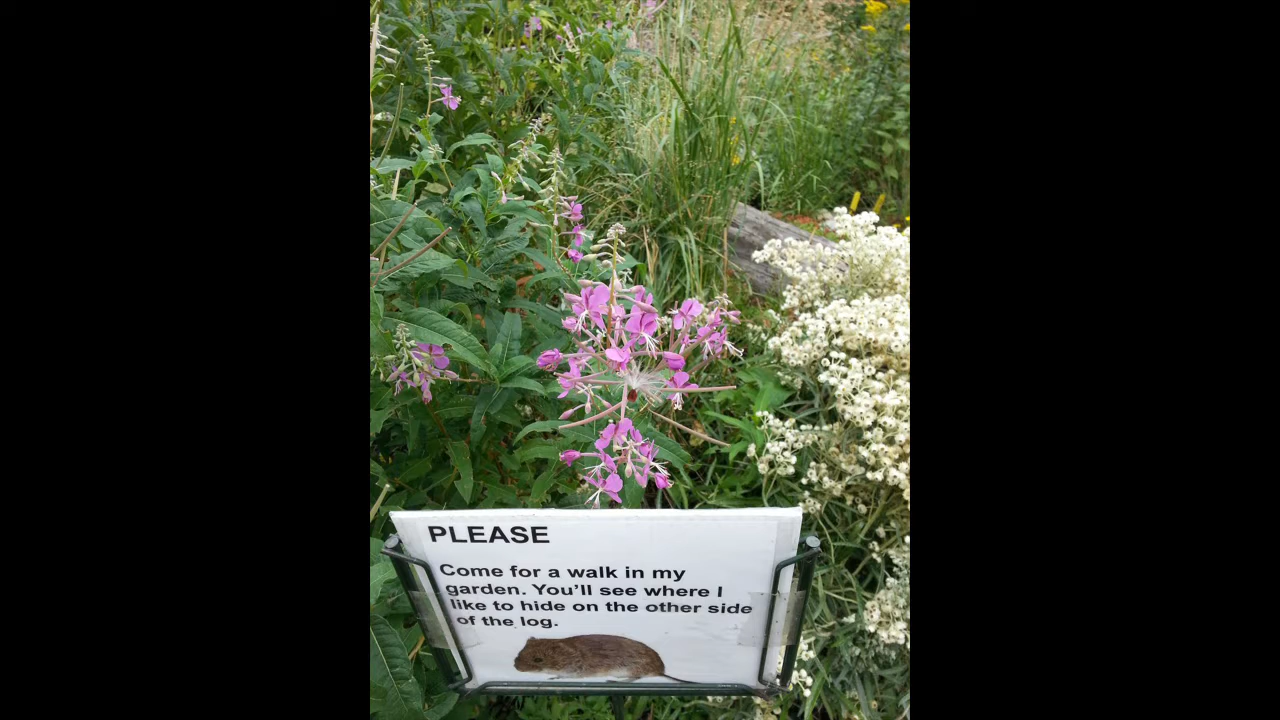 PLEASE
Come for a walk in my
garden. You'll see where I
like to hide on the other side
of the log.